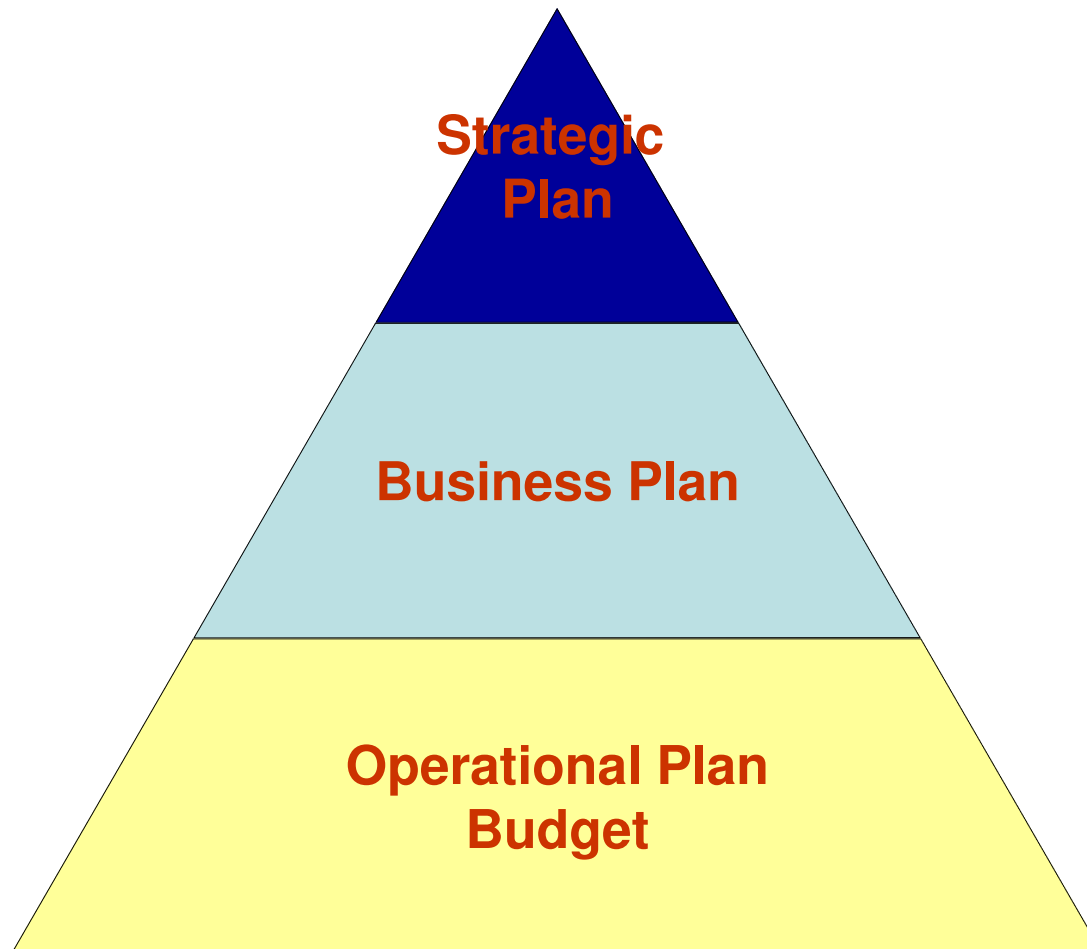 Strategic
Plan
Business Plan
Operational Plan
Budget